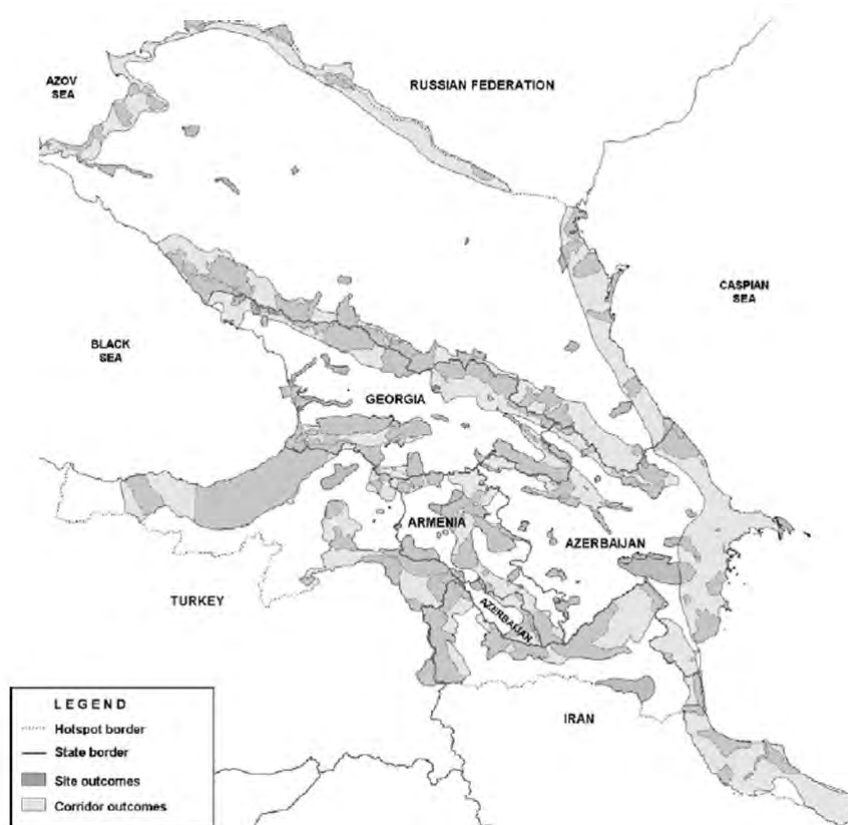 AZOV
SEA
RUSSIAN FEDERATION
CASPIAN
SEA
BLACK
SEA
GEORGIA
ARMENIA
AZERBAIJAN
TURKEY
AZERBAIJAN
IRAN
LEGEND
Hotspot border
State border
Site outcomes
Corridor outcomes